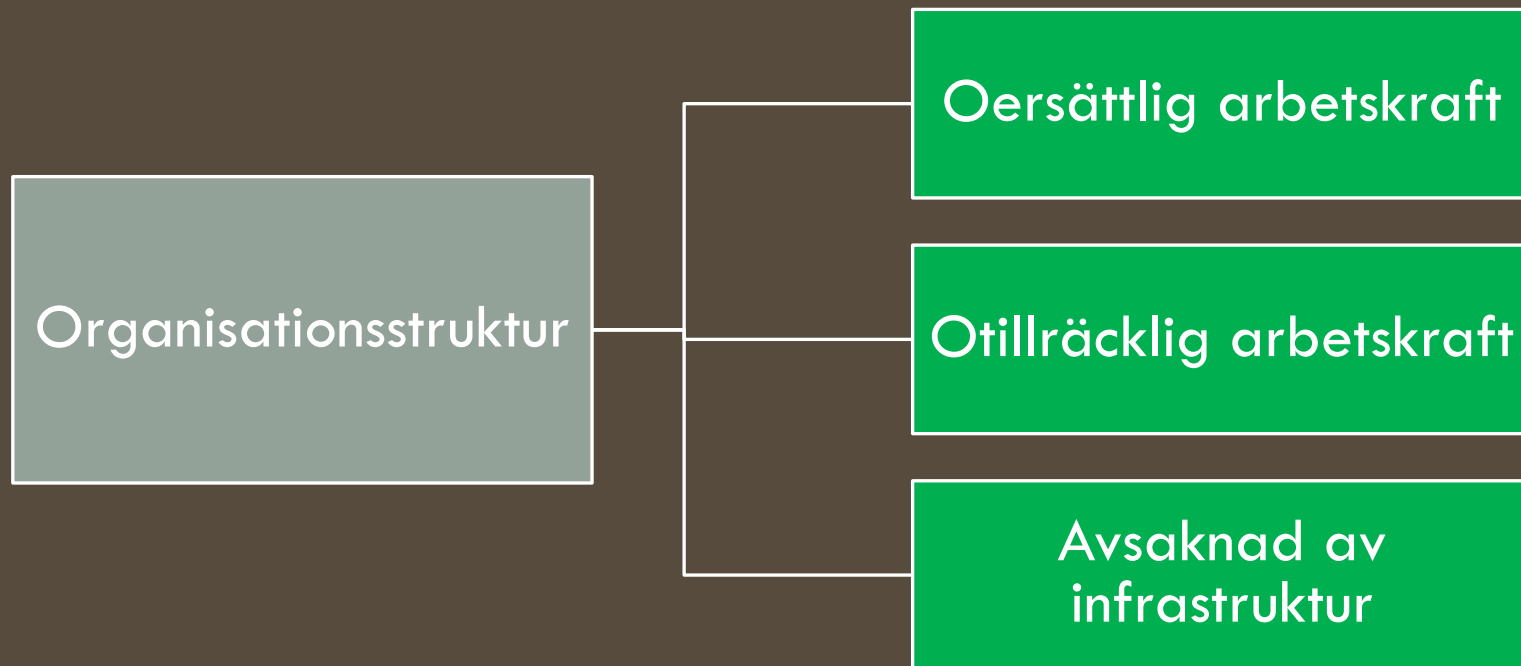 Organisationsstruktur
Oersättlig arbetskraft
Otillräcklig arbetskraft
Avsaknad av
infrastruktur